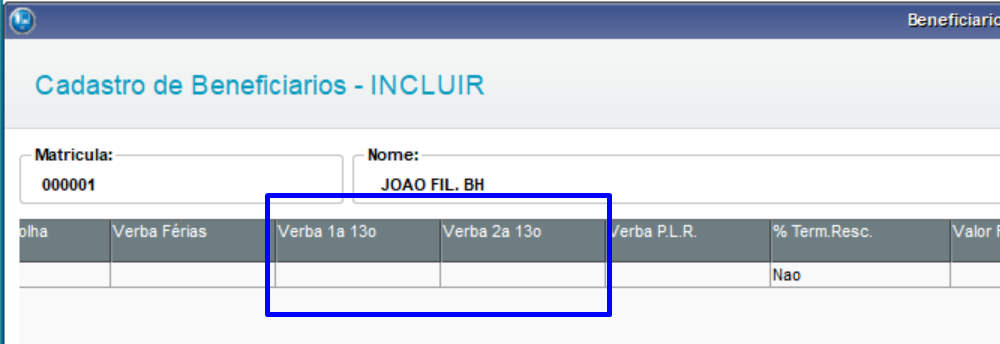 Beneficiario
Cadastro de Beneficiarios - INCLUIR
Matricula: Nome:
000001 JOAO FIL. BH
olha Verba Férias Verba 1a 13o Verba 2a 13o Verba P.L.R. % Term.Resc. Valor
Nao